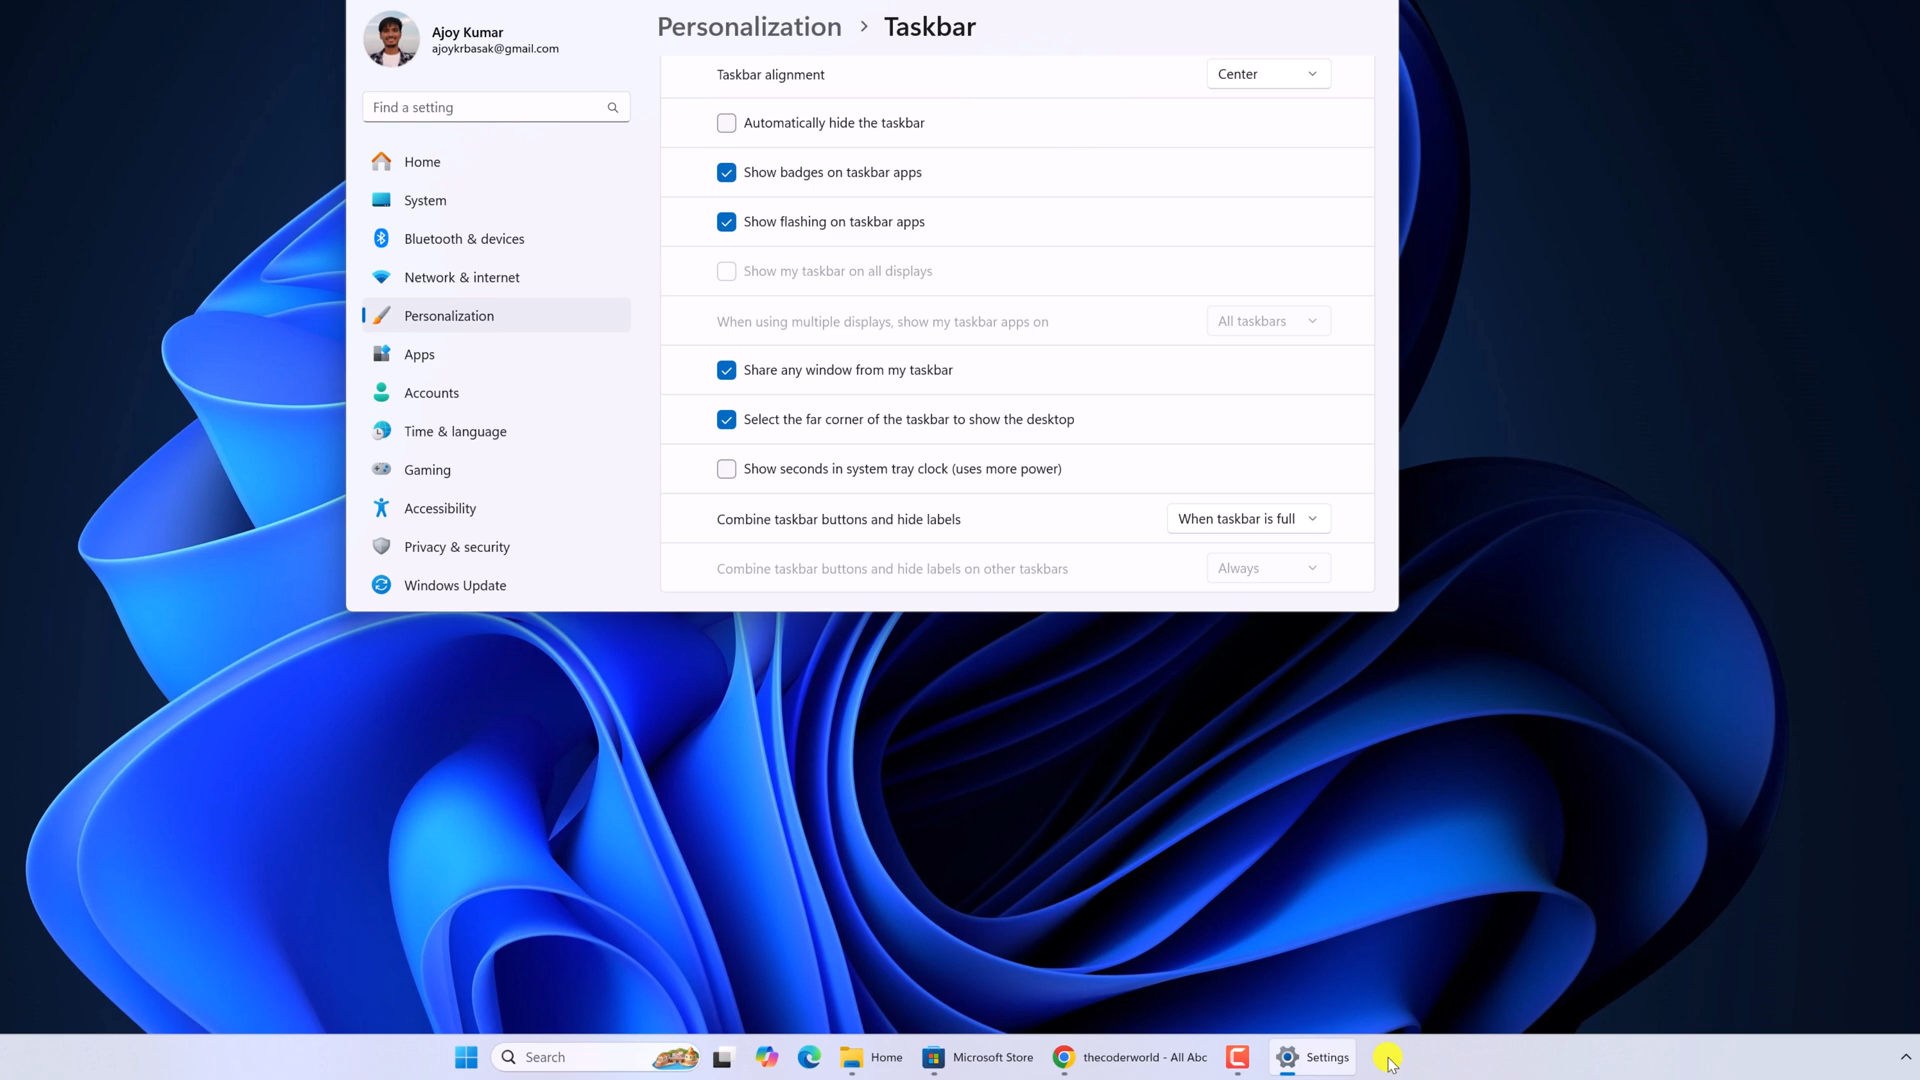 Ajoy Kumar
ajoykrbasak@gmail.com
Find a setting
Home
System
Bluetooth & devices
Network & internet
Personalization
Apps
Accounts
Time & language
Gaming
Accessibility
Privacy & security
Windows Update
Personalization > Taskbar
Taskbar alignment Center
Automatically hide the taskbar
Show badges on taskbar apps
Show flashing on taskbar apps
Show my taskbar on all displays
When using multiple displays, show my taskbar apps on All taskbars
Share any window from my taskbar
Select the far corner of the taskbar to show the desktop
Show seconds in system tray clock (uses more power)
Combine taskbar buttons and hide labels When taskbar is full
Combine taskbar buttons and hide labels on other taskbars Always
Search Home Microsoft Store thecoderworld - All Abc Settings